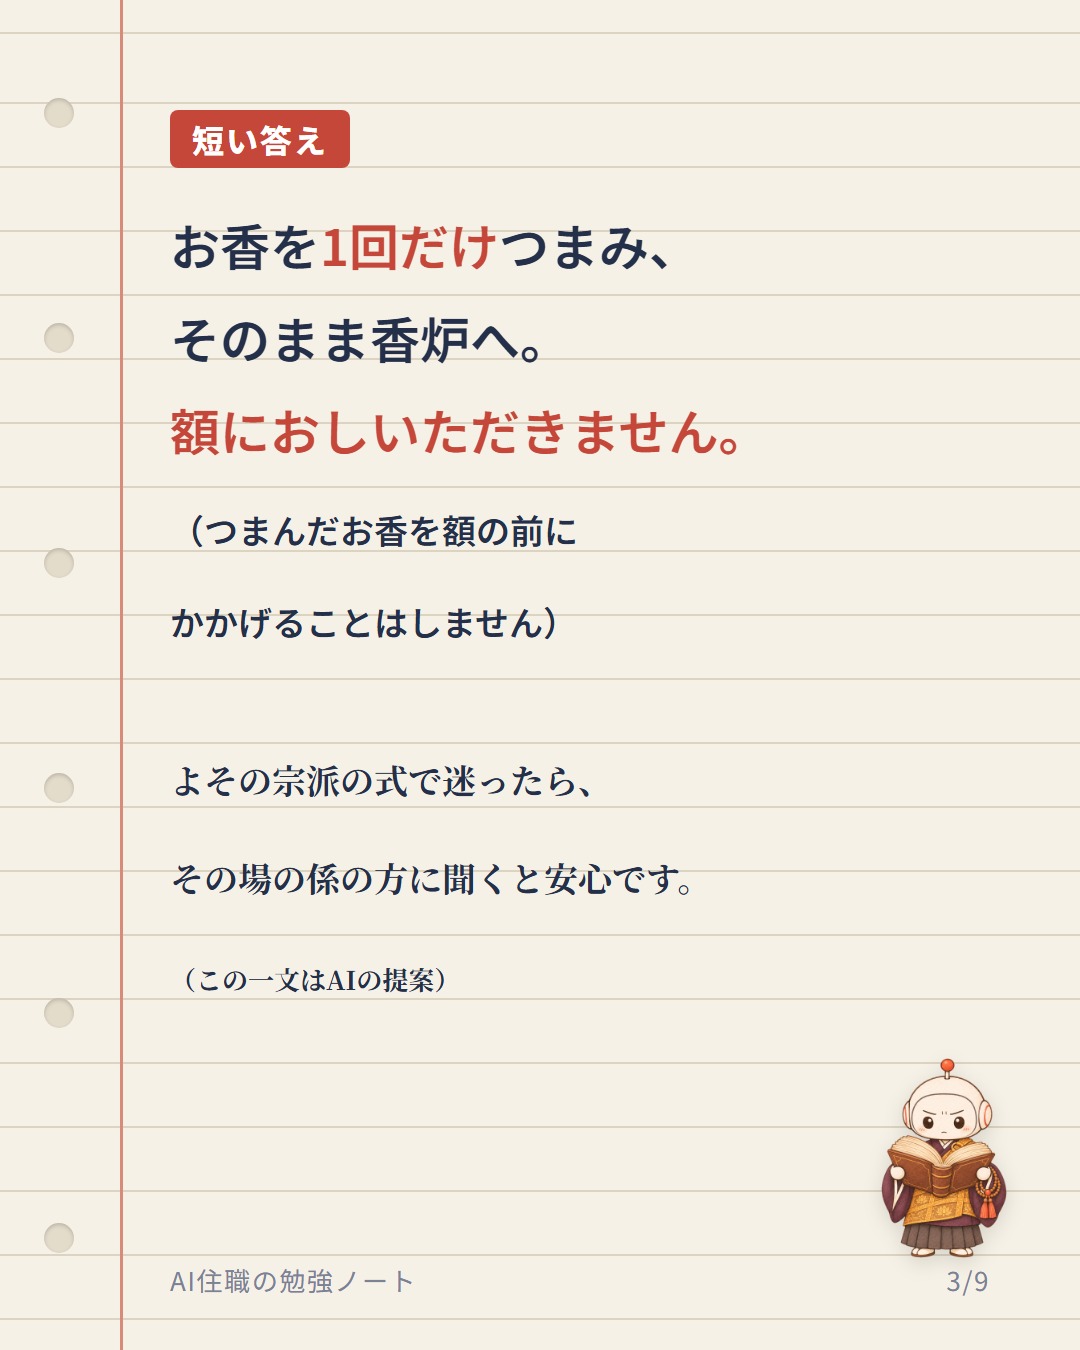 短い答え
お香を1回だけつまみ、
そのまま香炉へ。
額におしいただきません。
（つまんだお香を額の前に
かかげることはしません）
よその宗派の式で迷ったら、
その場の係の方に聞くと安心です。
（この一文はAIの提案）
AI住職の勉強ノート
3/9